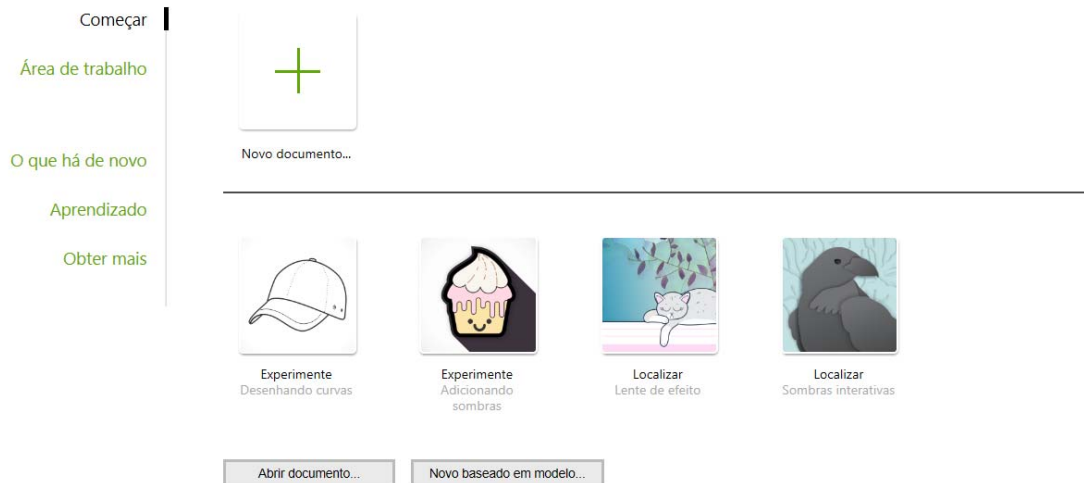 Começar
Área de trabalho
O que há de novo
Aprendizado
Obter mais
Novo documento...
Experimente
Desenhando curvas
Experimente
Adicionando
sombras
Localizar
Lente de efeito
Localizar
Sombras interativas
Abrir documento...
Novo baseado em modelo...